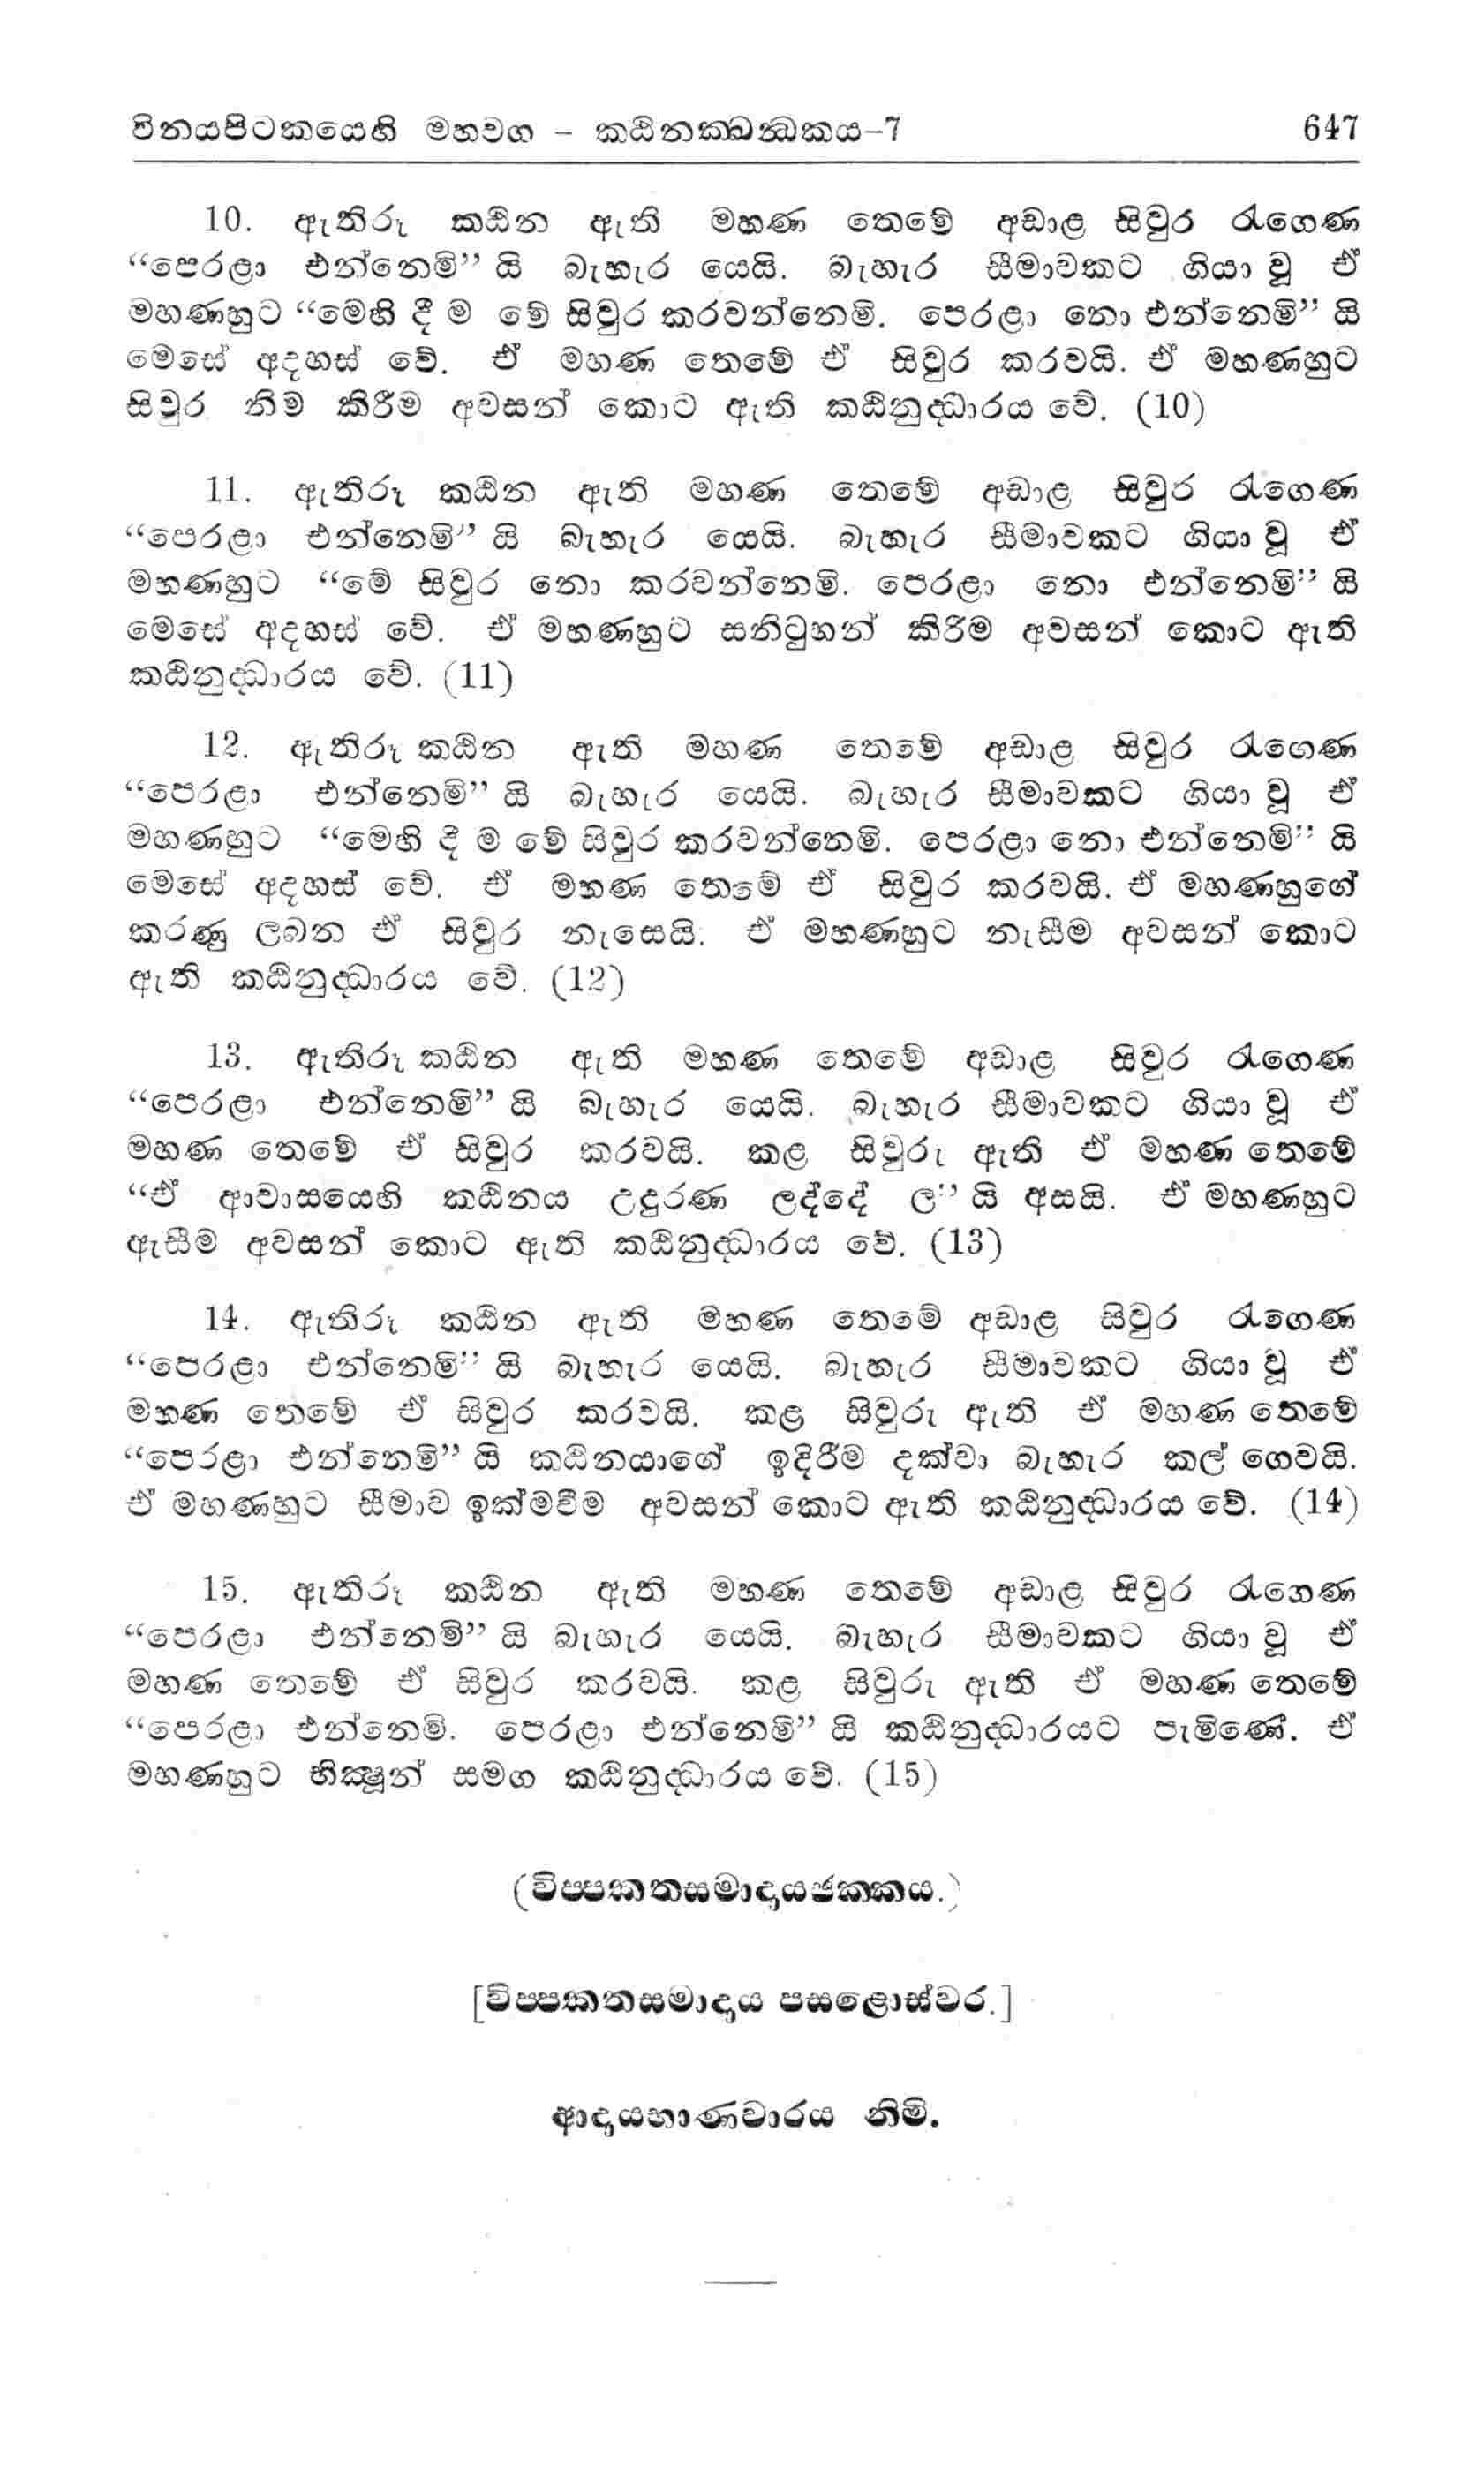 විනයපිටකයෙහි මහවග – කඨිනක්ඛන්ධකය–7 647
10. ඇතිරූ කඨින ඇති මහණ තෙමේ අඩාළ සිවුර රැගෙණ
“පෙරළා එන්නෙමි” යි බැහැර යෙයි. බැහැර සීමාවකට ගියා වූ ඒ
මහණහුට “මෙහි දී ම මේ සිවුර කරවන්නෙමි. පෙරළා නො එන්නෙමි” යි
මෙසේ අදහස් වේ. ඒ මහණ තෙමේ ඒ සිවුර කරවයි. ඒ මහණහුට
සිවුර නිම කිරීම අවසන් කොට ඇති කඨිනුද්ධාරය වේ. (10)
11. ඇතිරූ කඨින ඇති මහණ තෙමේ අඩාළ සිවුර රැගෙණ
“පෙරළා එන්නෙමි” යි බැහැර යෙයි. බැහැර සීමාවකට ගියා වූ ඒ
මහණහුට “මේ සිවුර නො කරවන්නෙමි. පෙරළා නො එන්නෙමි” යි
මෙසේ අදහස් වේ. ඒ මහණහුට සනිටුහන් කිරීම අවසන් කොට ඇති
කඨිනුද්ධාරය වේ. (11)
12. ඇතිරූ කඨින ඇති මහණ තෙමේ අඩාළ සිවුර රැගෙණ
“පෙරළා එන්නෙමි” යි බැහැර යෙයි. බැහැර සීමාවකට ගියා වූ ඒ
මහණහුට “මෙහි දී ම මේ සිවුර කරවන්නෙමි. පෙරළා නො එන්නෙමි” යි
මෙසේ අදහස් වේ. ඒ මහණ තෙමේ ඒ සිවුර කරවයි. ඒ මහණහුගේ
කරණු ලබන ඒ සිවුර නැසෙයි. ඒ මහණහුට නැසීම අවසන් කොට
ඇති කඨිනුද්ධාරය වේ. (12)
13. ඇතිරූ කඨින ඇති මහණ තෙමේ අඩාළ සිවුර රැගෙණ
“පෙරළා එන්නෙමි” යි බැහැර යෙයි. බැහැර සීමාවකට ගියා වූ ඒ
මහණ තෙමේ ඒ සිවුර කරවයි. කළ සිවුරු ඇති ඒ මහණ තෙමේ
“ඒ ආවාසයෙහි කඨිනය උදුරණ ලද්දේ ල” යි අසයි. ඒ මහණහුට
ඇසීම අවසන් කොට ඇති කඨිනුද්ධාරය වේ. (13)
14. ඇතිරූ කඨින ඇති මහණ තෙමේ අඩාළ සිවුර රැගෙණ
“පෙරළා එන්නෙමි” යි බැහැර යෙයි. බැහැර සීමාවකට ගියා වූ ඒ
මහණ තෙමේ ඒ සිවුර කරවයි. කළ සිවුරු ඇති ඒ මහණ තෙමේ
“පෙරළා එන්නෙමි” යි කඨිනයාගේ ඉදිරීම දක්වා බැහැර කල් ගෙවයි.
ඒ මහණහුට සීමාව ඉක්මවීම අවසන් කොට ඇති කඨිනුද්ධාරය වේ. (14)
15. ඇතිරූ කඨින ඇති මහණ තෙමේ අඩාළ සිවුර රැගෙණ
“පෙරළා එන්නෙමි” යි බැහැර යෙයි. බැහැර සීමාවකට ගියා වූ ඒ
මහණ තෙමේ ඒ සිවුර කරවයි. කළ සිවුරු ඇති ඒ මහණ තෙමේ
“පෙරළා එන්නෙමි. පෙරළා එන්නෙමි” යි කඨිනුද්ධාරයට පැමිණේ. ඒ
මහණහුට භික්‍ෂූන් සමග කඨිනුද්ධාරය වේ. (15)
(විප්පකතසමාදායඡක්කය.)
[විප්පකතසමාදාය පසළොස්වර.]
ආදායභාණවාරය නිමි.